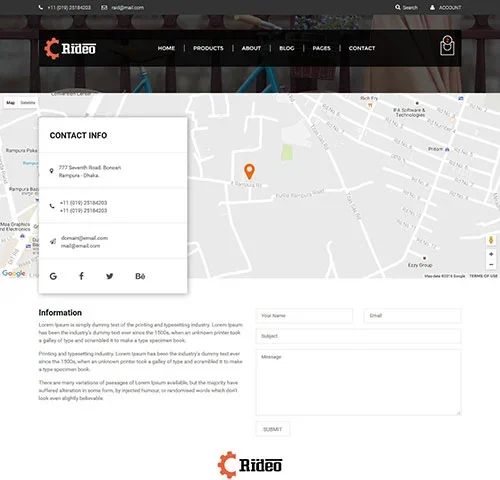 +11 (019) 25184203
raid@mail.com
Search
ACCOUNT
Rideo
HOME
PRODUCTS
ABOUT
BLOG
PAGES
CONTACT
Map
Satellite
Rich Fry
IFA Software &
Technologies
Pritom
Rampura
CONTACT INFO
777 Seventh Road, Bonosri
Rampura - Dhaka.
+11 (019) 25184203
+11 (019) 25184203
domain@email.com
mail@email.com
E Rampura Rd
Purbo Rampura Road
Maa Graphics
Ezzy Group
Google
Map data ©2016 Google
TERMS OF USE
Information
Lorem Ipsum is simply dummy text of the printing and typesetting industry. Lorem Ipsum
has been the industry's dummy text ever since the 1500s, when an unknown printer took
a galley of type and scrambled it to make a type specimen book.
Printing and typesetting industry. Lorem Ipsum has been the industry's dummy text ever
since the 1500s, when an unknown printer took a galley of type and scrambled it to make
a type specimen book.
There are many variations of passages of Lorem Ipsum available, but the majority have
suffered alteration in some form, by injected humour, or randomised words which don't
look even slightly believable.
Your Name
Email
Subject
Message
SUBMIT
Rideo